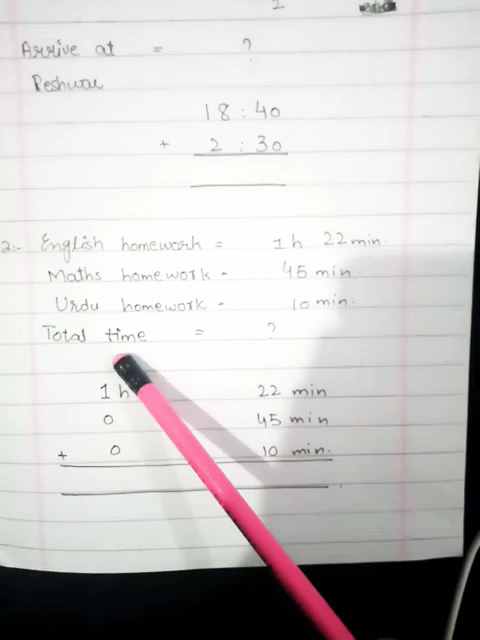 Arrive at = ?
Peshwar
18 : 40
+ 2 : 30
2:- English homework = 1 h 22 min.
Maths homework - 45 min.
Urdu homework - 10 min.
Total time = ?
1 h 22 min
0 45 min
+ 0 10 min.